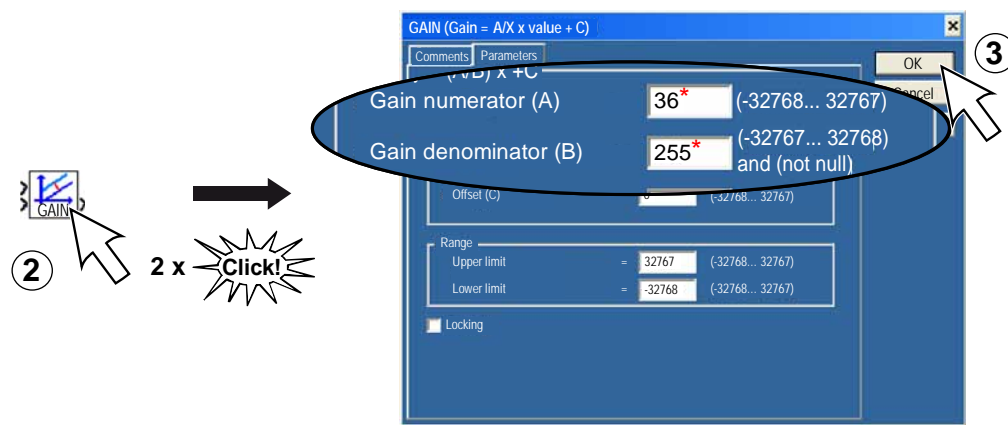 GAIN (Gain = A/X x value + C)
Comments Parameters
(A/B) x +C
Gain numerator (A) 36* (-32768... 32767)
Gain denominator (B) 255* (-32767... 32768)
and (not null)
Offset (C) (-32768... 32767)
Range
Upper limit = 32767 (-32768... 32767)
Lower limit = -32768 (-32768... 32767)
Locking
OK
Cancel
3
GAIN
2
2 x Click!